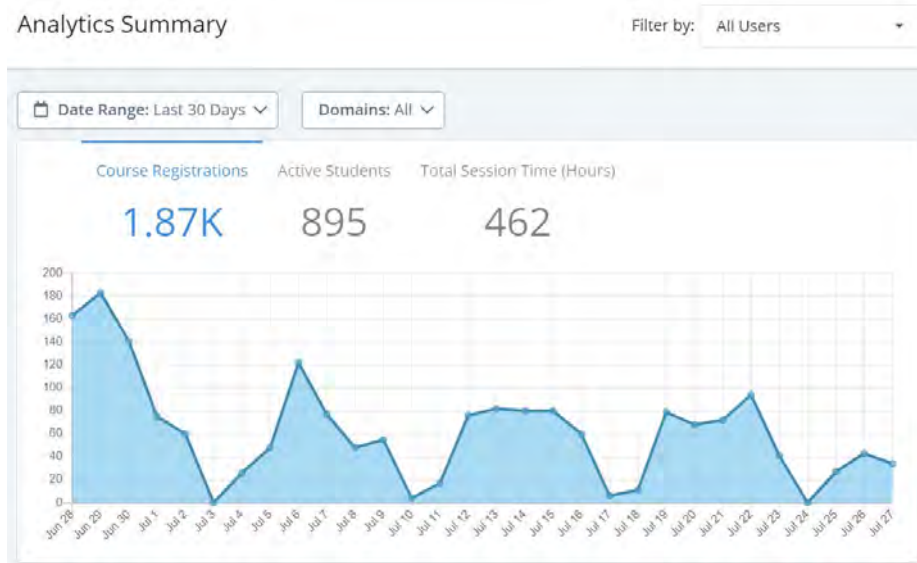 Analytics Summary
Filter by: All Users
Date Range: Last 30 Days
Domains: All
Course Registrations Active Students Total Session Time (Hours)
1.87K 895 462
200
180
160
140
120
100
80
60
40
20
0
Jun 28 Jun 29 Jun 30 Jul 1 Jul 2 Jul 3 Jul 4 Jul 5 Jul 6 Jul 7 Jul 8 Jul 9 Jul 10 Jul 11 Jul 12 Jul 13 Jul 14 Jul 15 Jul 16 Jul 17 Jul 18 Jul 19 Jul 20 Jul 21 Jul 22 Jul 23 Jul 24 Jul 25 Jul 26 Jul 27